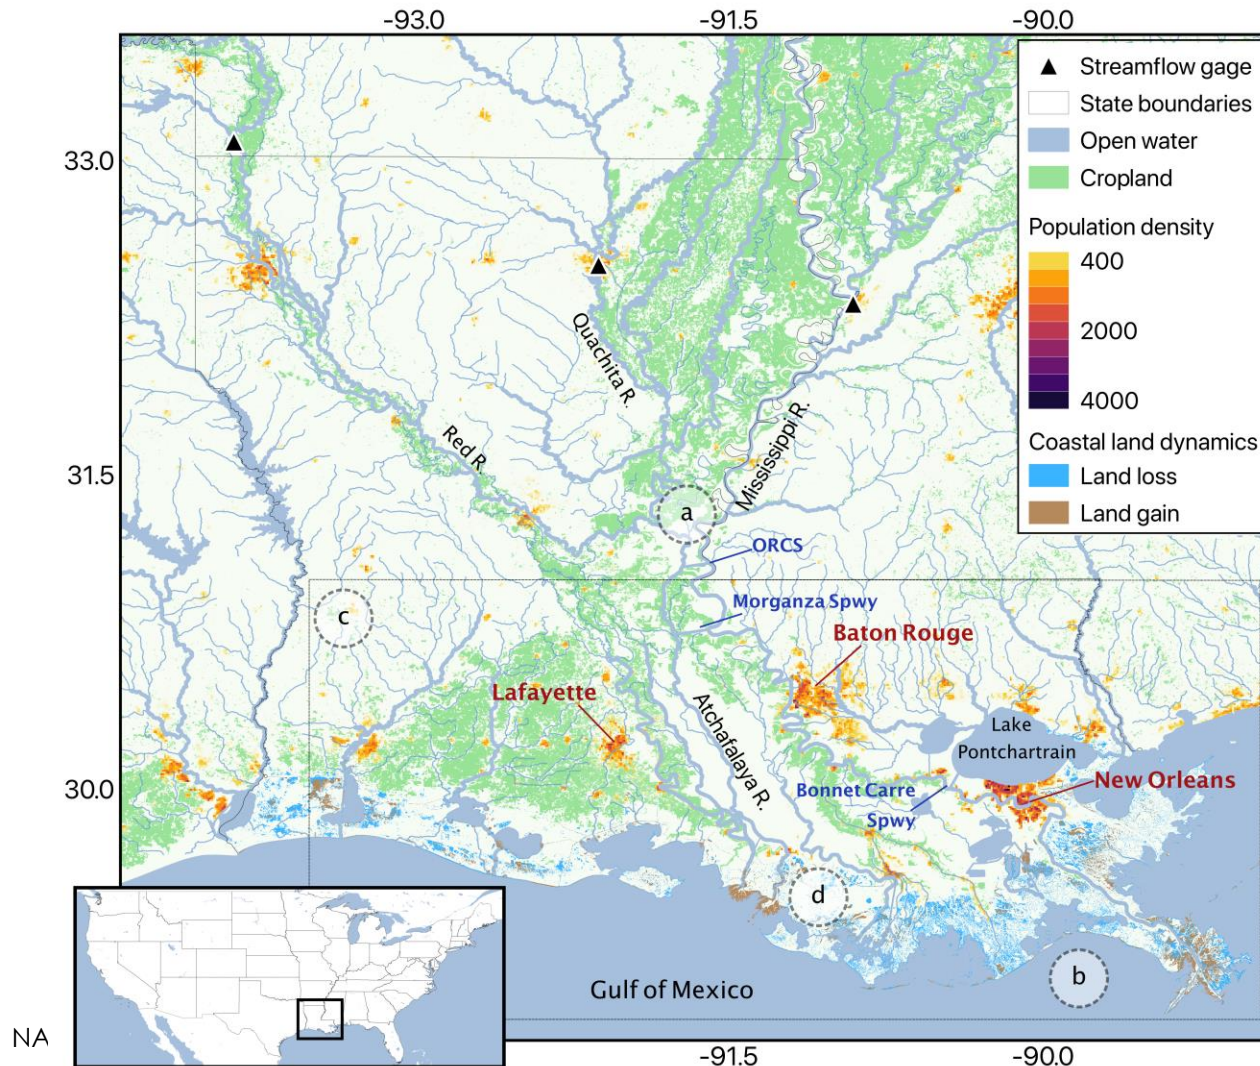 -93.0
-91.5
-90.0
Streamflow gage
State boundaries
Open water
Cropland
Population density
400
2000
4000
Coastal land dynamics
Land loss
Land gain
33.0
31.5
30.0
Quachita R.
Mississippi R.
Red R.
a
ORCS
c
Morganza Spwy
Baton Rouge
Lafayette
Atchafalaya R.
Lake
Pontchartrain
New Orleans
Bonnet Carre
Spwy
d
b
Gulf of Mexico
NA
-91.5
-90.0